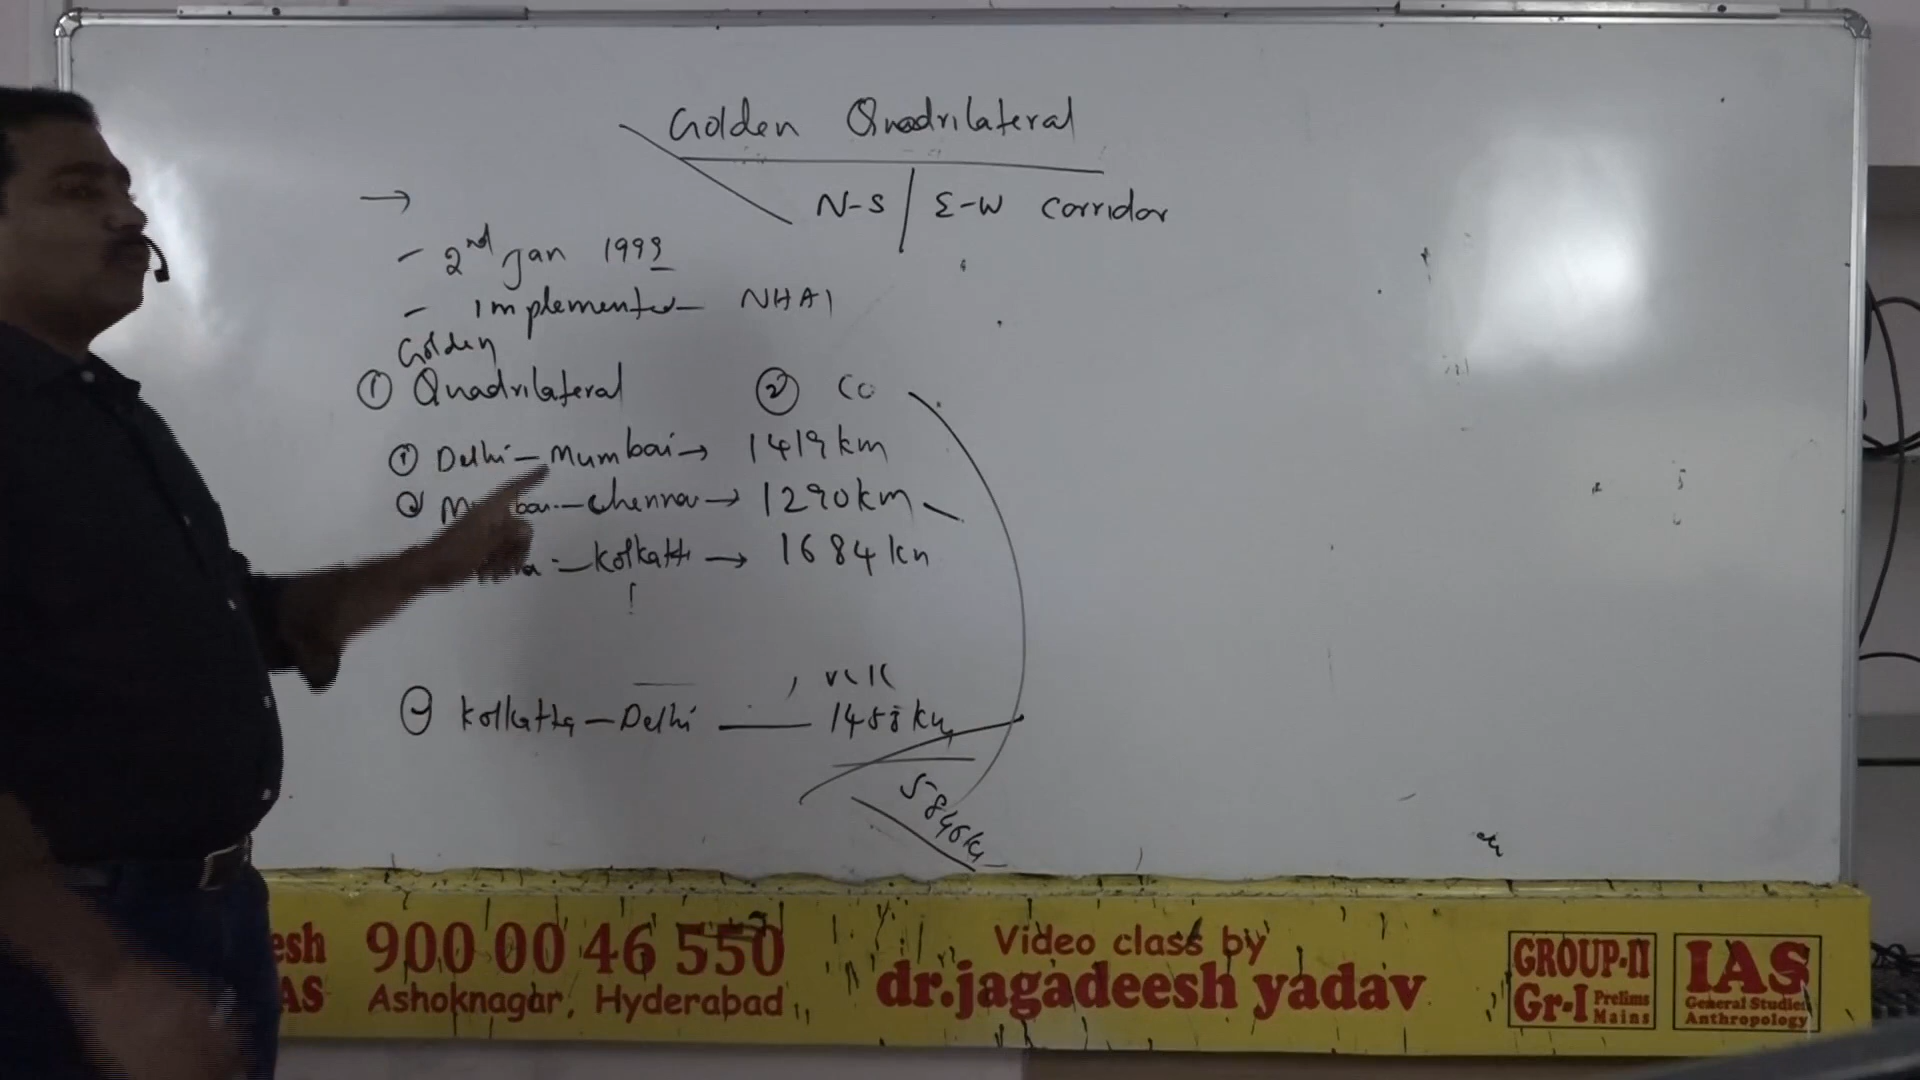 Golden Quadrilateral
N-S / E-W corridor
→
- 2nd Jan 1999
- Implemented - NHAI
Golden
① Quadrilateral ② Co
① Delhi - Mumbai → 1419 km
② Chennai → 1290 km
- Kolkatta → 1684 km
Kolkatta - Delhi — 1453 km
5846 km
900 00 46 550
Ashoknagar, Hyderabad
Video class by
dr.jagadeesh yadav
GROUP-II
Gr-I Prelims Mains
IAS
General Studies
Anthropology